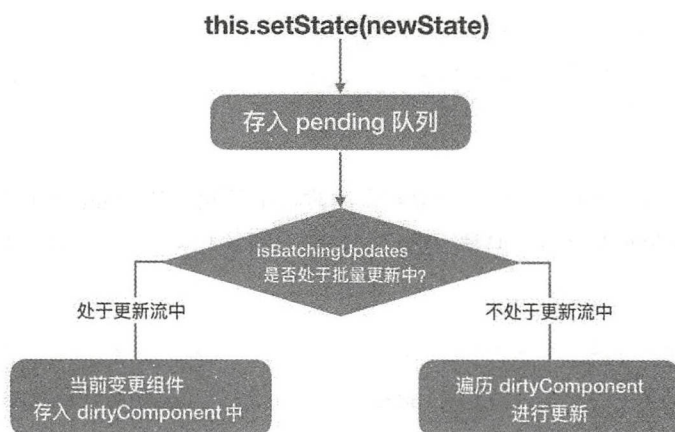 this.setState(newState)
存入 pending 队列
isBatchingUpdates
是否处于批量更新中?
处于更新流中
不处于更新流中
当前变更组件
存入 dirtyComponent 中
遍历 dirtyComponent
进行更新